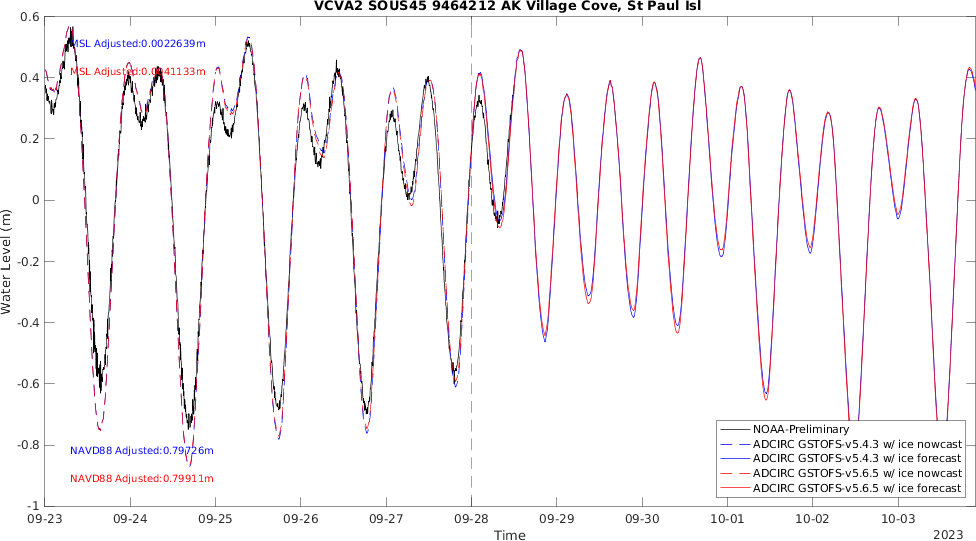 VCVA2 SOUS45 9464212 AK Village Cove, St Paul Isl
0.6
0.4
0.2
0
-0.2
-0.4
-0.6
-0.8
-1
Water Level (m)
MSL Adjusted:0.0022639m
MSL Adjusted:0.0041133m
NAVD88 Adjusted:0.79726m
NAVD88 Adjusted:0.79911m
NOAA-Preliminary
ADCIRC GSTOFS-v5.4.3 w/ ice nowcast
ADCIRC GSTOFS-v5.4.3 w/ ice forecast
ADCIRC GSTOFS-v5.6.5 w/ ice nowcast
ADCIRC GSTOFS-v5.6.5 w/ ice forecast
09-23 09-24 09-25 09-26 09-27 09-28 09-29 09-30 10-01 10-02 10-03
Time
2023